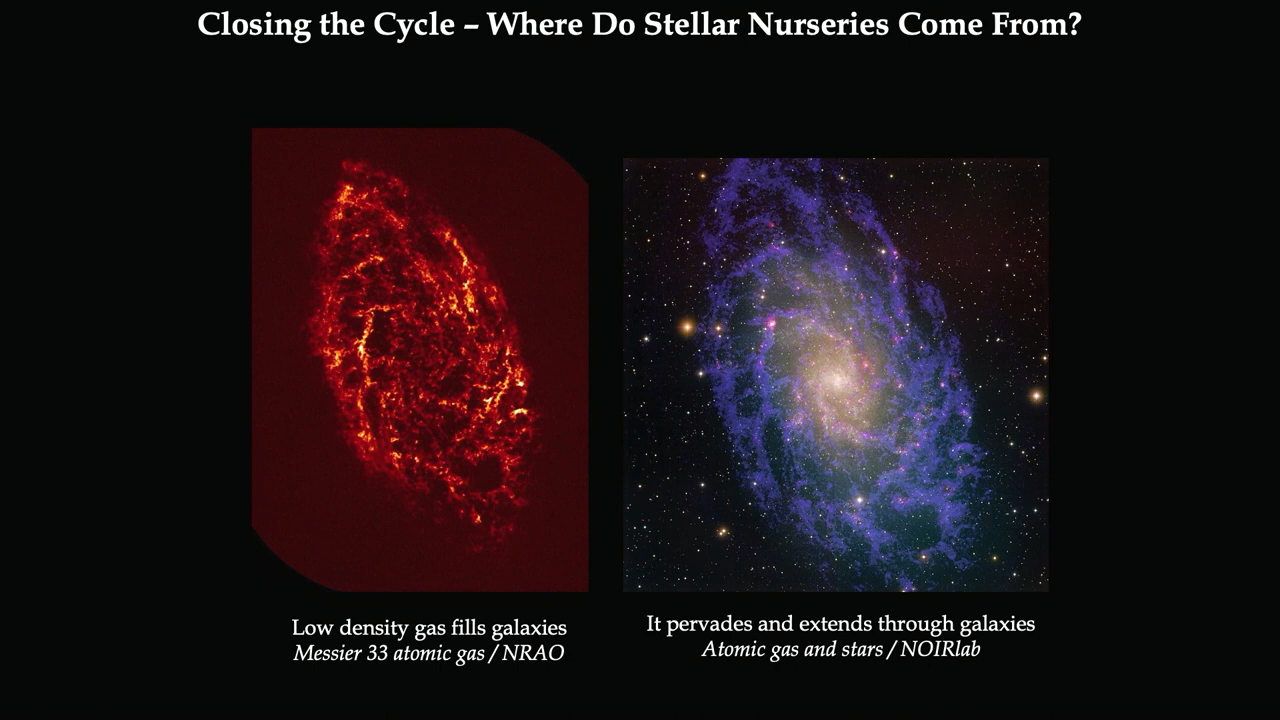 Closing the Cycle – Where Do Stellar Nurseries Come From?
Low density gas fills galaxies
Messier 33 atomic gas / NRAO
It pervades and extends through galaxies
Atomic gas and stars / NOIRlab